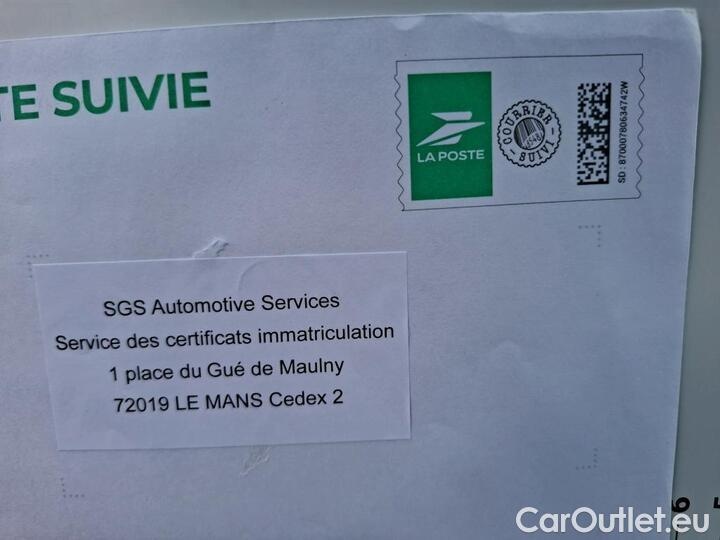 TE SUIVIE
LA POSTE
COURRIER
SUIVI
SD : 87000780634742W
SGS Automotive Services
Service des certificats immatriculation
1 place du Gué de Maulny
72019 LE MANS Cedex 2
6
CarOutlet.eu